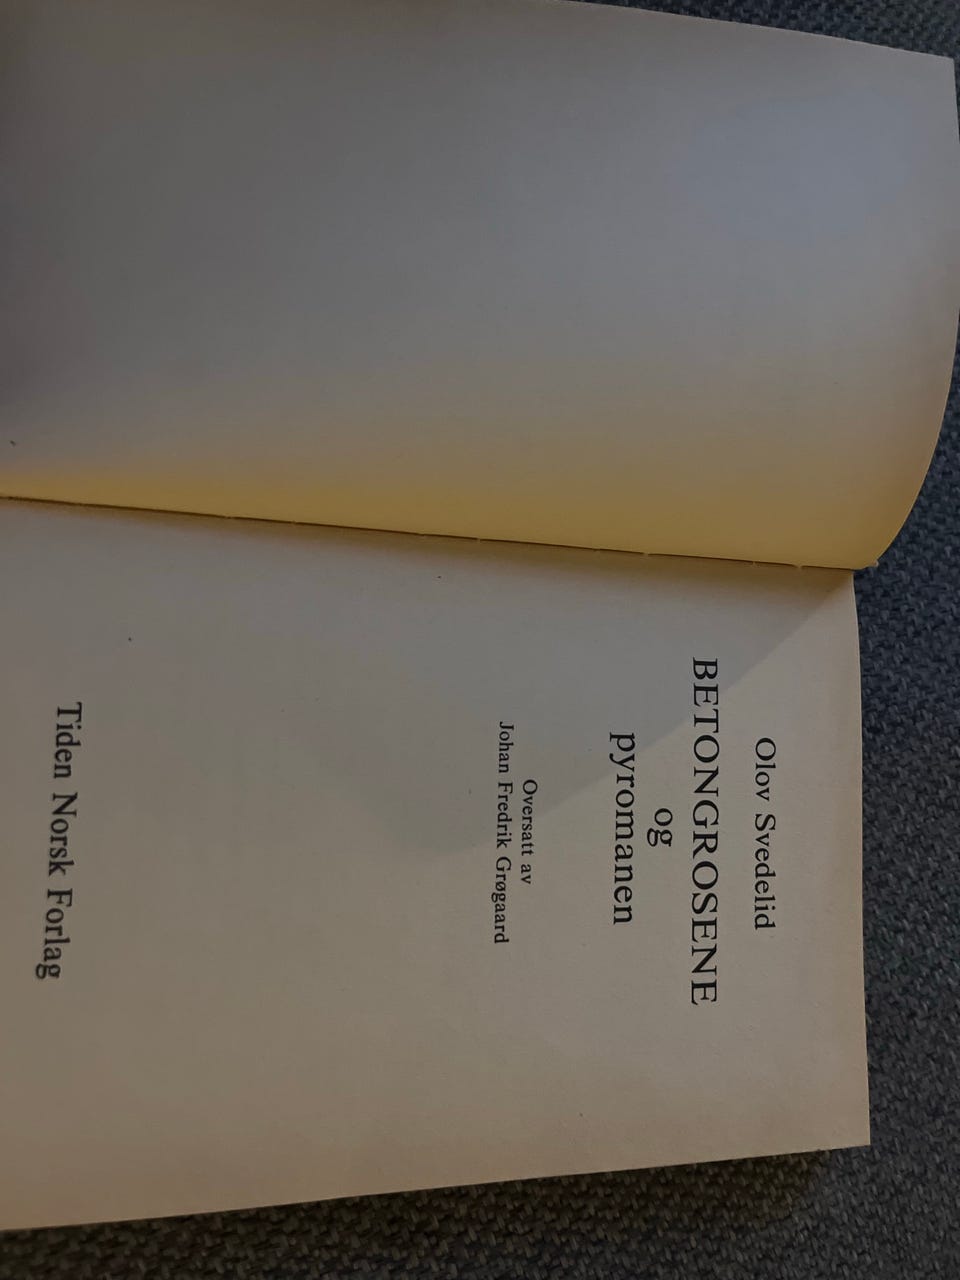 Olov Svedelid
BETONGROSENE
og
pyromanen
Oversatt av
Johan Fredrik Grøgaard
Tiden Norsk Forlag